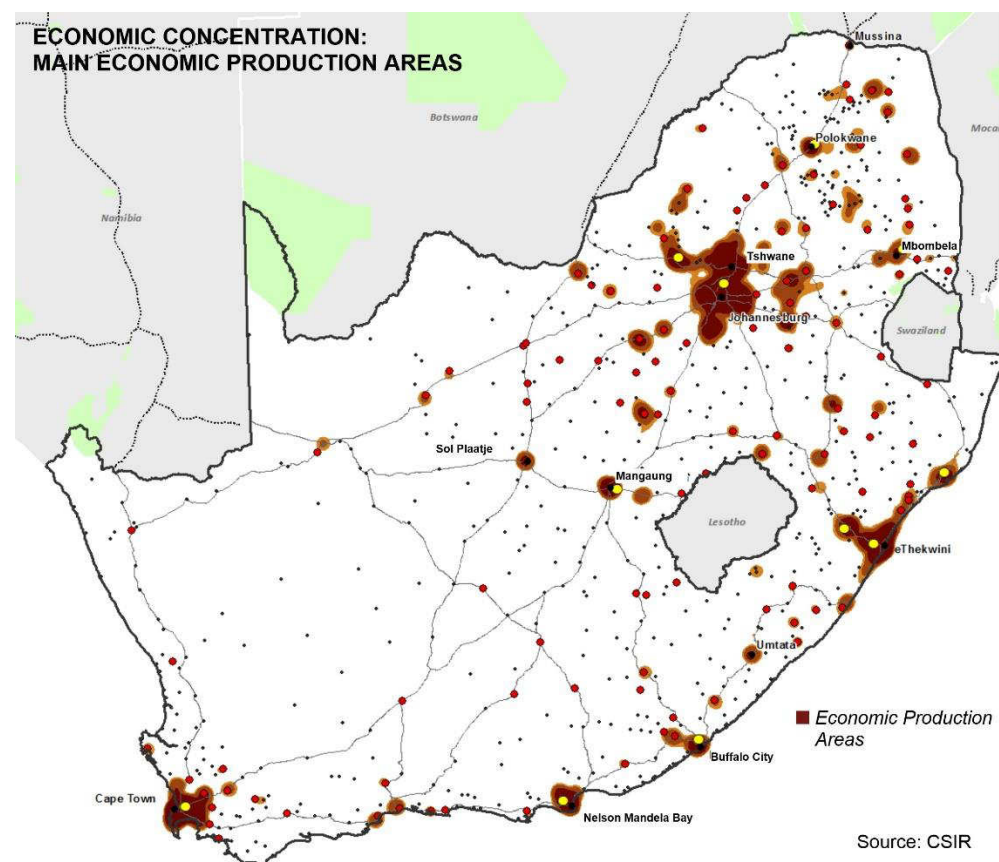 ECONOMIC CONCENTRATION:
MAIN ECONOMIC PRODUCTION AREAS
Mussina
Botswana
Moca
Polokwane
Namibia
Mbombela
Tshwane
Johannesburg
Swaziland
Sol Plaatje
Mangaung
Lesotho
eThekwini
Umtata
Economic Production
Areas
Buffalo City
Cape Town
Nelson Mandela Bay
Source: CSIR